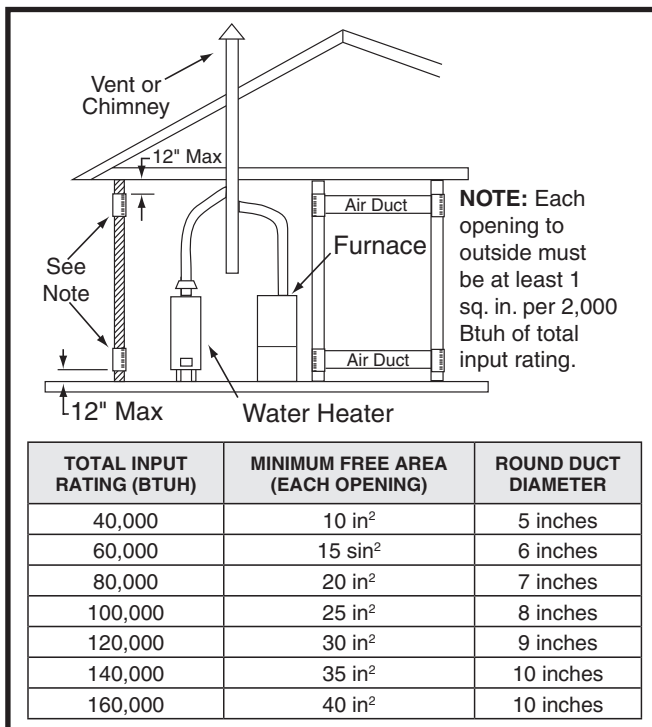 Vent or
Chimney
12" Max
Air Duct
NOTE: Each
opening to
outside must
be at least 1
sq. in. per 2,000
Btuh of total
input rating.
Furnace
See
Note
Air Duct
12" Max
Water Heater
TOTAL INPUT RATING (BTUH) MINIMUM FREE AREA (EACH OPENING) ROUND DUCT DIAMETER
40,000 10 in² 5 inches
60,000 15 sin² 6 inches
80,000 20 in² 7 inches
100,000 25 in² 8 inches
120,000 30 in² 9 inches
140,000 35 in² 10 inches
160,000 40 in² 10 inches